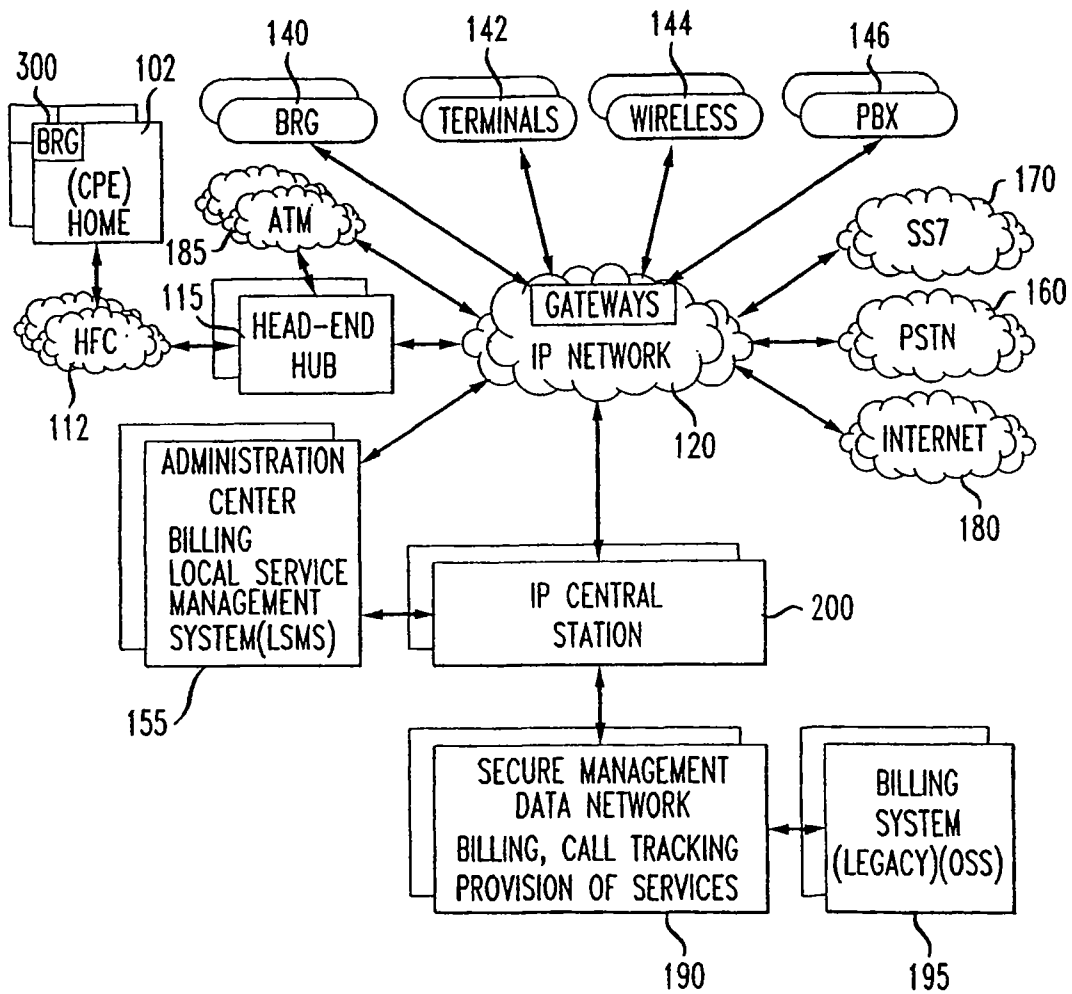 140
142
144
146
300
102
BRG
TERMINALS
WIRELESS
PBX
BRG
(CPE)
HOME
ATM
185
170
SS7
GATEWAYS
IP NETWORK
160
PSTN
115
HEAD-END
HUB
HFC
112
120
INTERNET
180
ADMINISTRATION
CENTER
BILLING
LOCAL SERVICE
MANAGEMENT
SYSTEM(LSMS)
155
IP CENTRAL
STATION
200
SECURE MANAGEMENT
DATA NETWORK
BILLING, CALL TRACKING
PROVISION OF SERVICES
190
BILLING
SYSTEM
(LEGACY)(OSS)
195